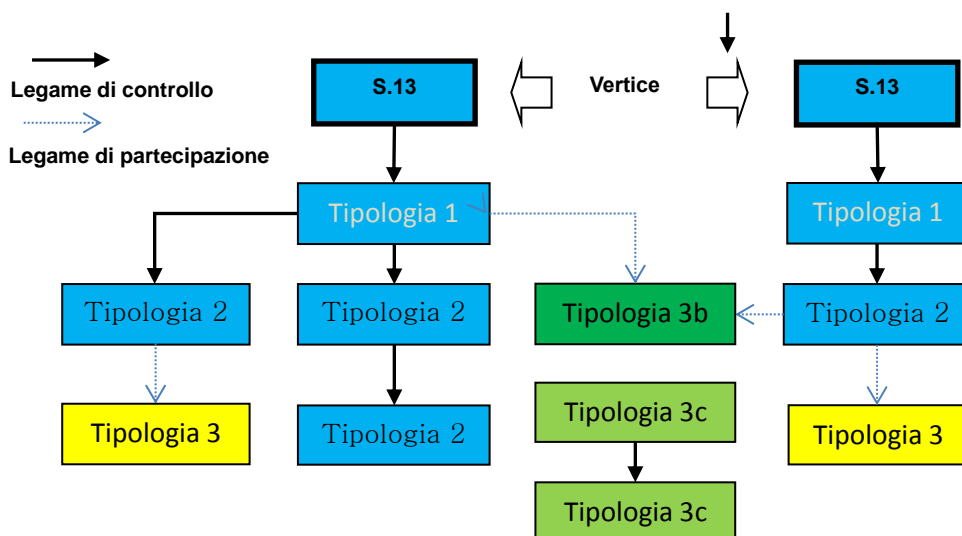 S.13
Vertice
S.13
Legame di controllo
Legame di partecipazione
Tipologia 1
Tipologia 1
Tipologia 2
Tipologia 2
Tipologia 3b
Tipologia 2
Tipologia 3
Tipologia 2
Tipologia 3c
Tipologia 3
Tipologia 3c